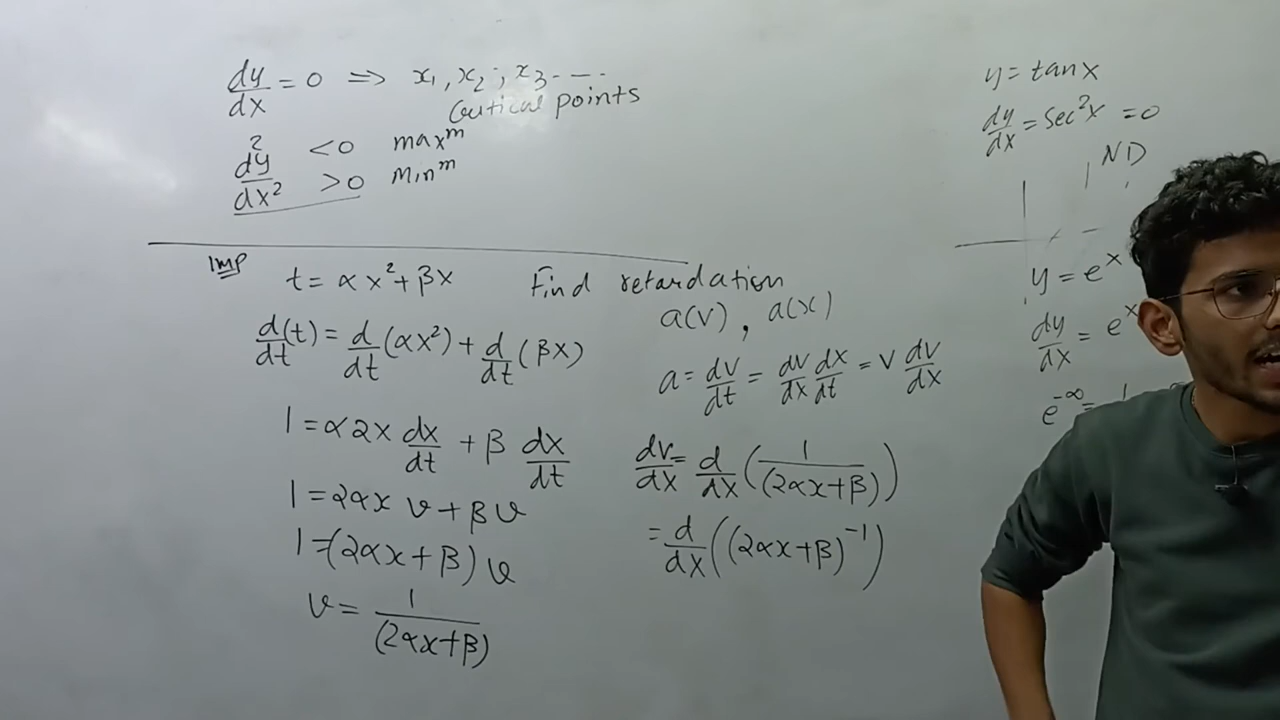 dy/dx = 0 ⇒ x₁, x₂, x₃ - - -
Critical points
d²y/dx² < 0 maxᵐ
> 0 Minᵐ
Imp
t = αx² + βx Find retardation
a(v), a(x)
d/dt (t) = d/dt (αx²) + d/dt (βx)
1 = α2x dx/dt + β dx/dt
1 = 2αx v + βv
1 = (2αx + β) v
v = 1/(2αx + β)
a = dv/dt = dv/dx dx/dt = v dv/dx
dv/dx = d/dx (1/(2αx + β))
= d/dx ((2αx + β)⁻¹)
y = tanx
dy/dx = sec²x = 0
ND
y = eˣ
dy/dx = eˣ
e^-∞ = 1